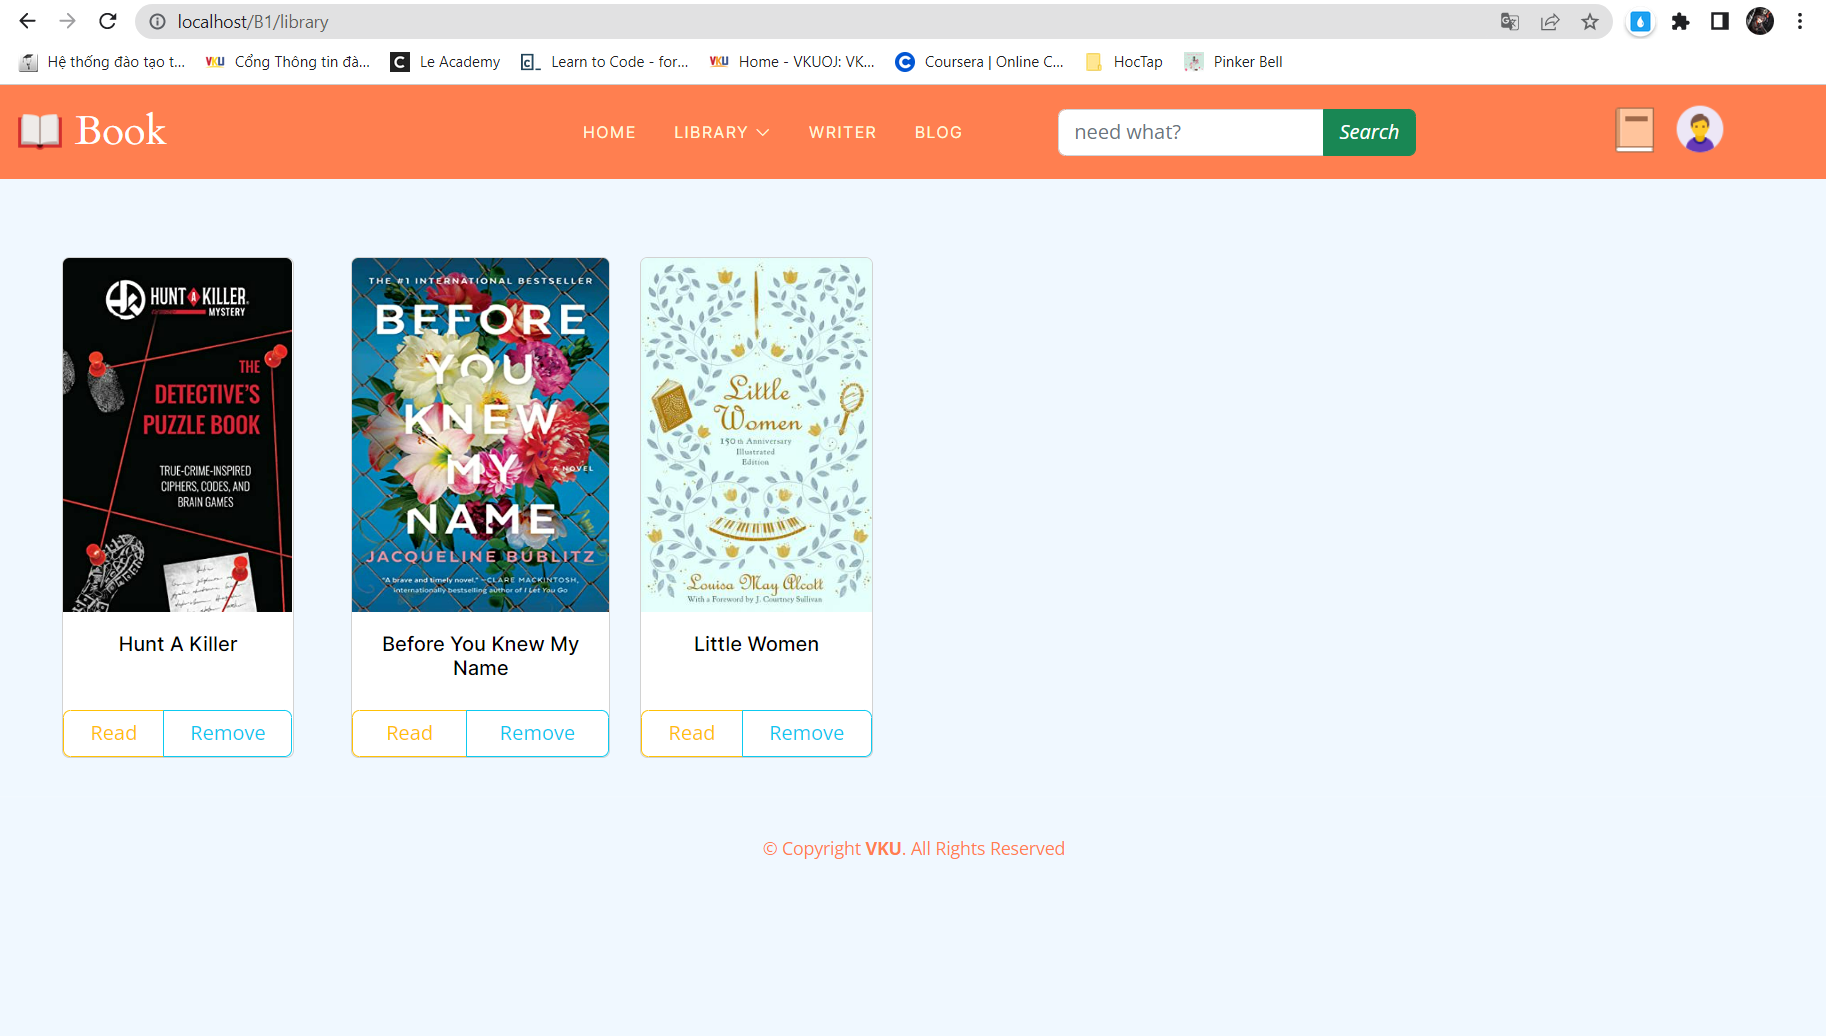 localhost/B1/library
Hệ thống đào tạo t...
VKU
Cổng Thông tin đà...
C
Le Academy
Learn to Code - for...
VKU
Home - VKUOJ: VK...
C
Coursera | Online C...
HocTap
Pinker Bell
Book
HOME
LIBRARY
WRITER
BLOG
need what?
Search
HUNT A KILLER
MYSTERY
THE
DETECTIVE'S
PUZZLE BOOK
TRUE-CRIME-INSPIRED
CIPHERS, CODES, AND
BRAIN GAMES
Hunt A Killer
Read
Remove
THE #1 INTERNATIONAL BESTSELLER
BEFORE
YOU
KNEW
MY
A NOVEL
NAME
JACQUELINE BUBLITZ
"A brave and timely novel." —CLARE MACKINTOSH,
internationally bestselling author of I Let You Go
Before You Knew My
Name
Read
Remove
Little
Women
150th Anniversary
Illustrated
Edition
Louisa May Alcott
With a Foreword by J. Courtney Sullivan
Little Women
Read
Remove
© Copyright VKU. All Rights Reserved